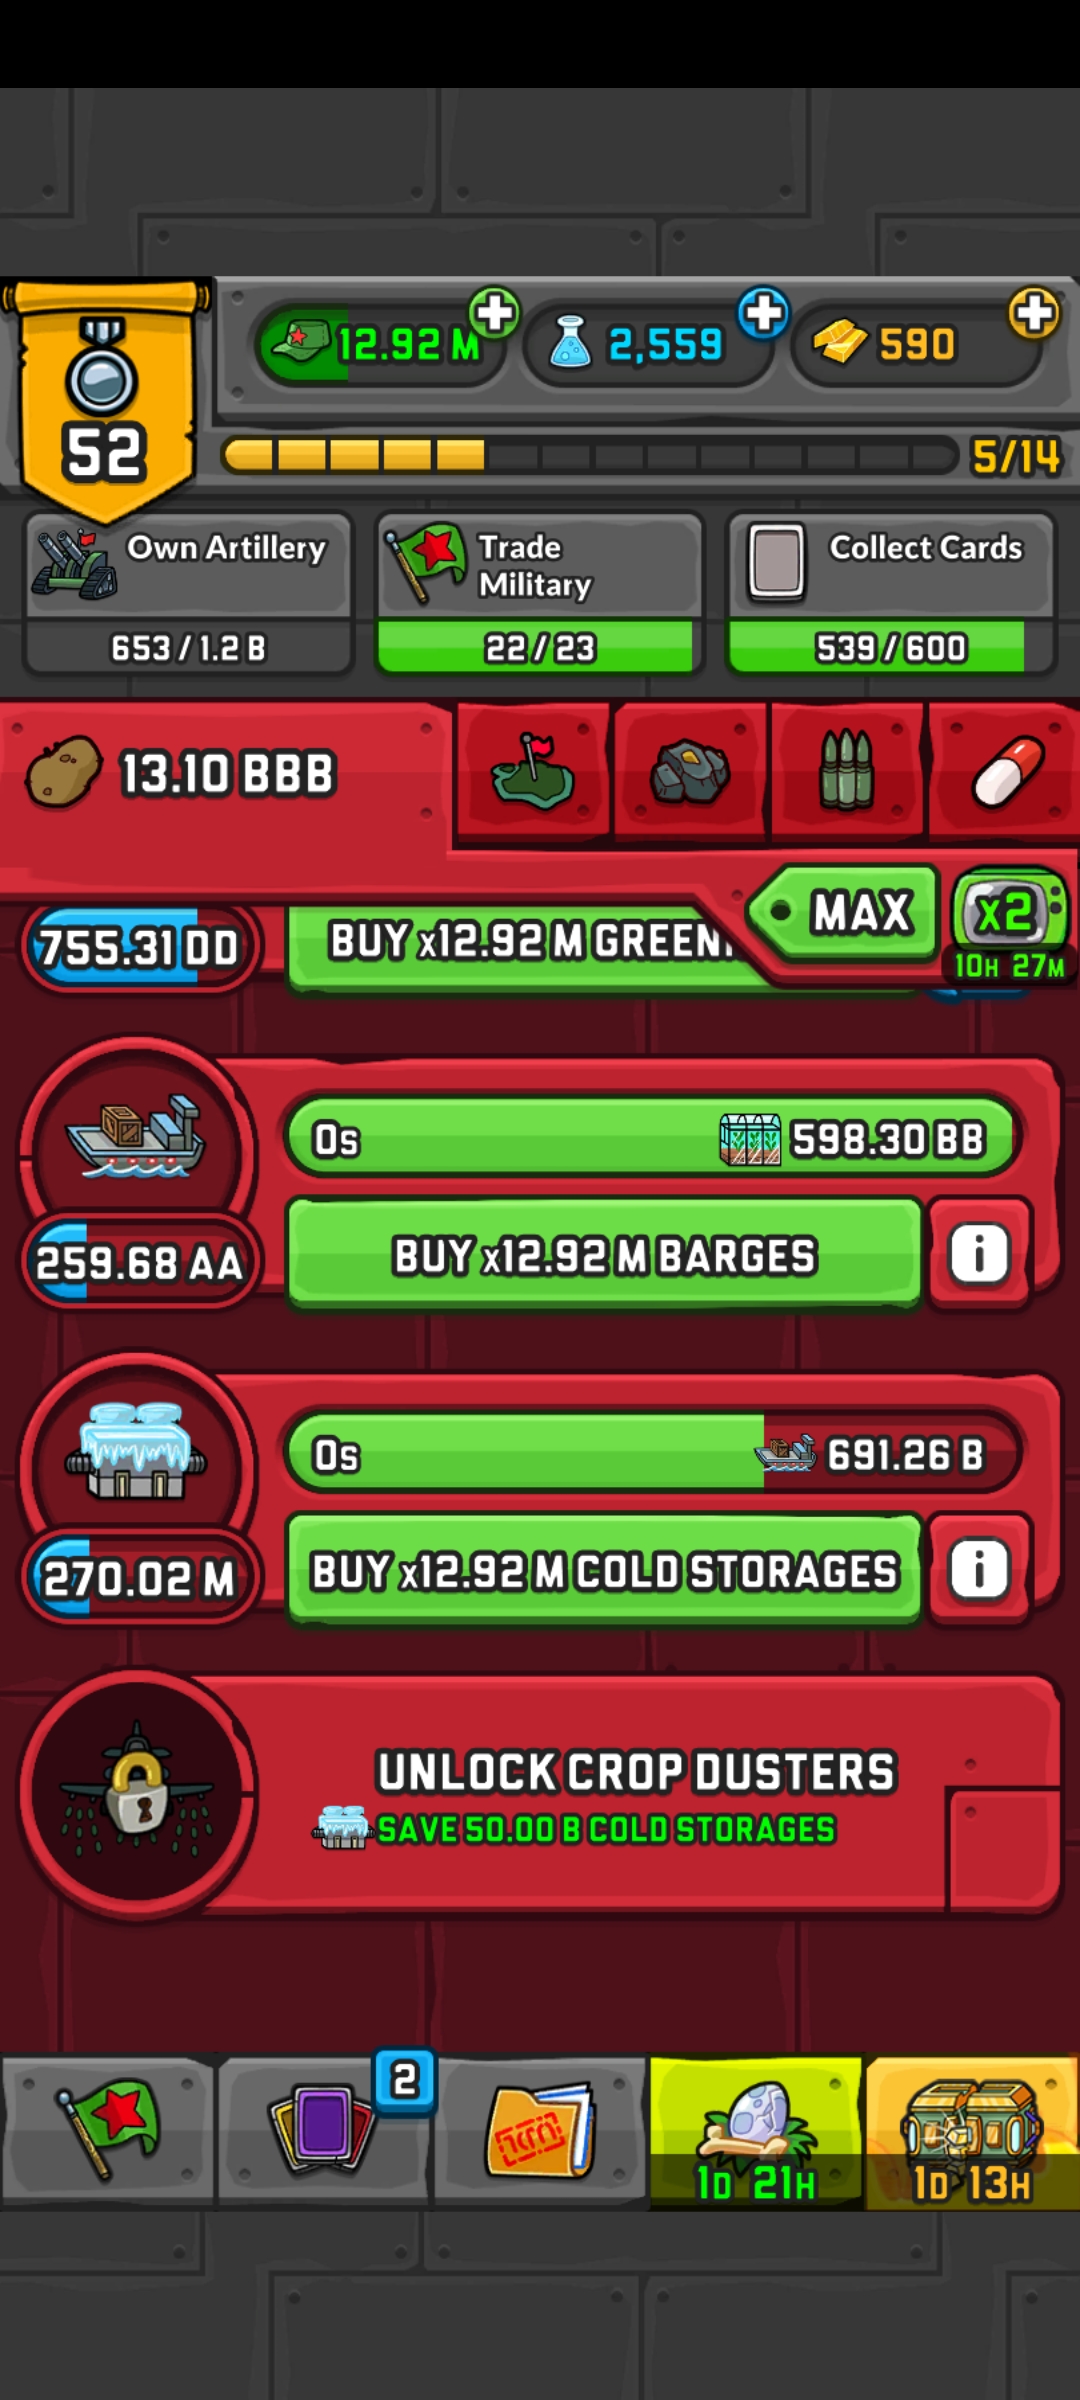 12.92 M
2,559
590
52
5/14
Own Artillery
653 / 1.2 B
Trade
Military
22 / 23
Collect Cards
539 / 600
13.10 BBB
MAX
x2
10H 27M
755.31 DD
BUY x12.92 M
0s
598.30 BB
259.68 AA
BUY x12.92 M BARGES
i
0s
691.26 B
270.02 M
BUY x12.92 M COLD STORAGES
i
UNLOCK CROP DUSTERS
SAVE 50.00 B COLD STORAGES
2
1D 21H
1D 13H